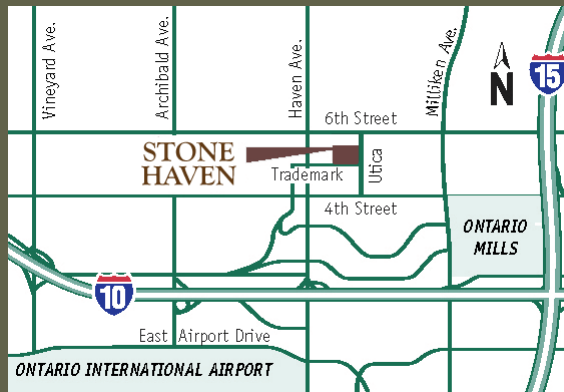 Vineyard Ave.
Archibald Ave.
Haven Ave.
Milliken Ave.
N
15
6th Street
STONE
HAVEN
Trademark
Utica
4th Street
ONTARIO
MILLS
10
East Airport Drive
ONTARIO INTERNATIONAL AIRPORT